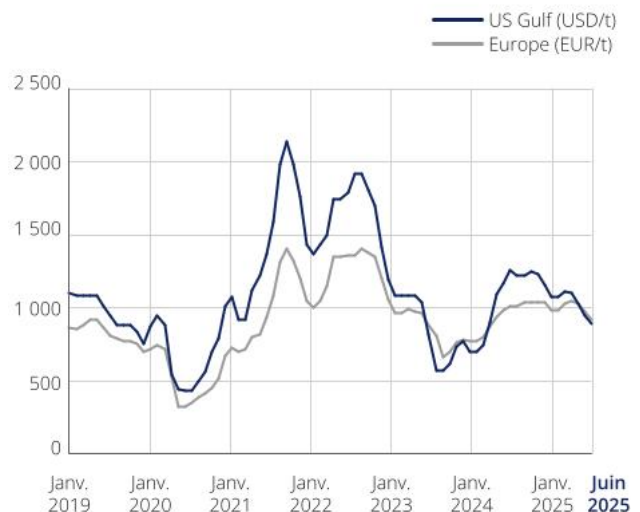 US Gulf (USD/t)
Europe (EUR/t)
2 500
2 000
1 500
1 000
500
0
Janv. 2019
Janv. 2020
Janv. 2021
Janv. 2022
Janv. 2023
Janv. 2024
Janv. 2025
Juin 2025